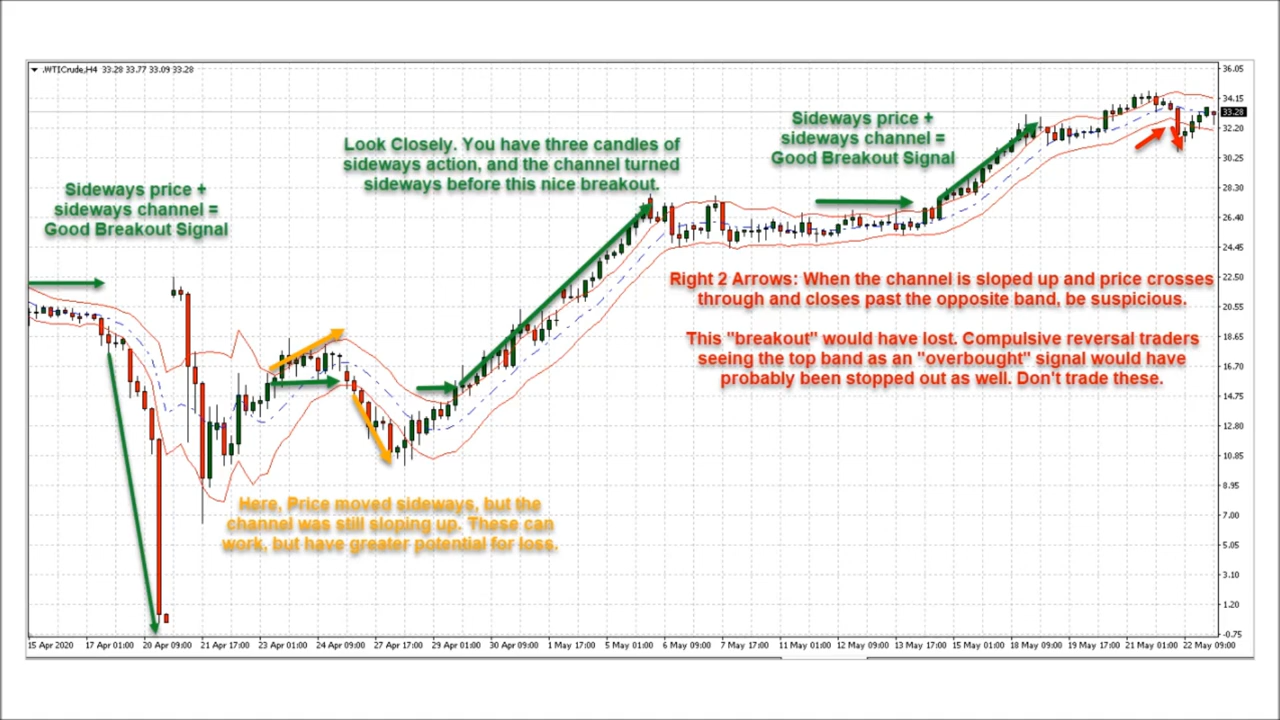 .WTICrude,H4 33.28 33.77 33.09 33.28
Sideways price +
sideways channel =
Good Breakout Signal
Look Closely. You have three candles of
sideways action, and the channel turned
sideways before this nice breakout.
Sideways price +
sideways channel =
Good Breakout Signal
Right 2 Arrows: When the channel is sloped up and price crosses
through and closes past the opposite band, be suspicious.
This "breakout" would have lost. Compulsive reversal traders
seeing the top band as an "overbought" signal would have
probably been stopped out as well. Don't trade these.
Here, Price moved sideways, but the
channel was still sloping up. These can
work, but have greater potential for loss.
36.05
34.15
33.28
32.20
30.25
28.30
26.40
24.45
22.50
20.55
18.65
16.70
14.75
12.80
10.85
8.95
7.00
5.05
3.10
1.20
-0.75
15 Apr 2020 17 Apr 01:00 20 Apr 09:00 21 Apr 17:00 23 Apr 01:00 24 Apr 09:00 27 Apr 17:00 29 Apr 01:00 30 Apr 09:00 1 May 17:00 5 May 01:00 6 May 09:00 7 May 17:00 11 May 01:00 12 May 09:00 13 May 17:00 15 May 01:00 18 May 09:00 19 May 17:00 21 May 01:00 22 May 09:00